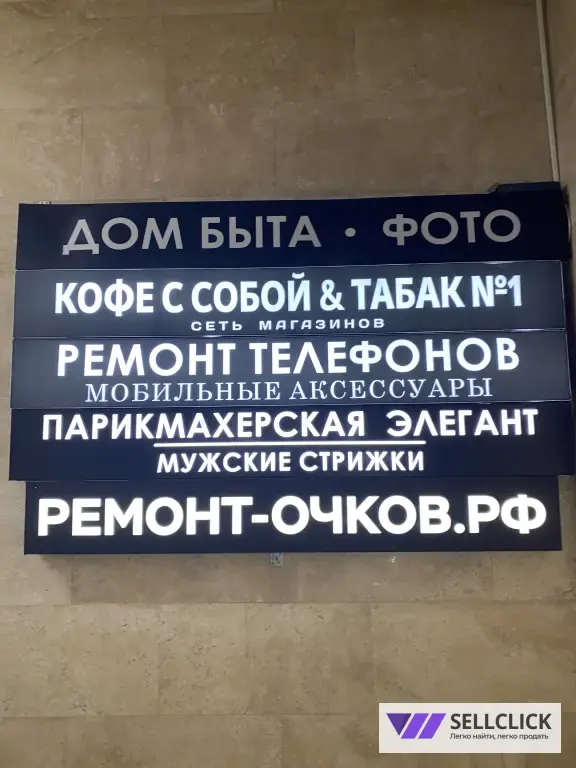 ДОМ БЫТА • ФОТО
КОФЕ С СОБОЙ & ТАБАК №1
СЕТЬ МАГАЗИНОВ
РЕМОНТ ТЕЛЕФОНОВ
МОБИЛЬНЫЕ АКСЕССУАРЫ
ПАРИКМАХЕРСКАЯ ЭЛЕГАНТ
МУЖСКИЕ СТРИЖКИ
РЕМОНТ-ОЧКОВ.РФ
SELLCLICK
Легко найти, легко продать